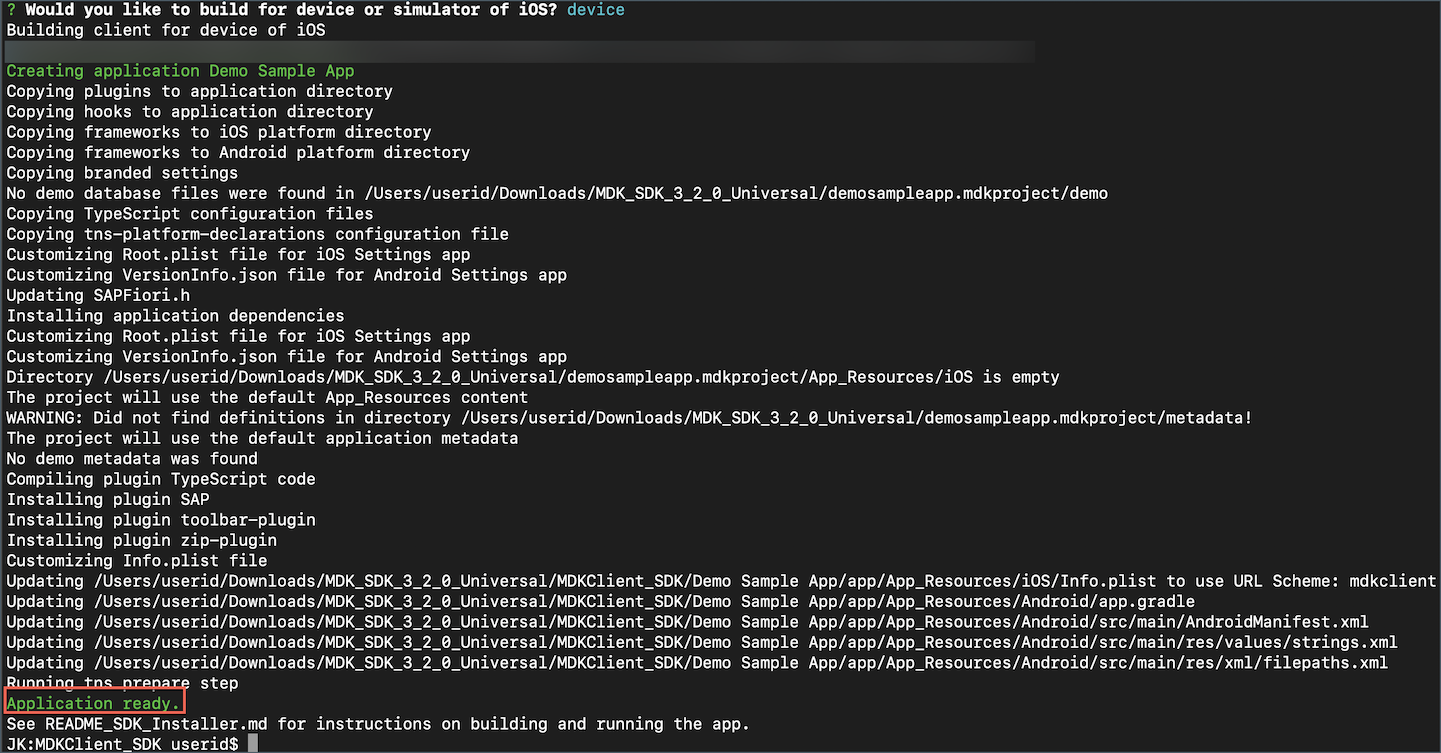 ? Would you like to build for device or simulator of iOS? device
Building client for device of iOS
Creating application Demo Sample App
Copying plugins to application directory
Copying hooks to application directory
Copying frameworks to iOS platform directory
Copying frameworks to Android platform directory
Copying branded settings
No demo database files were found in /Users/userid/Downloads/MDK_SDK_3_2_0_Universal/demosampleapp.mdkproject/demo
Copying TypeScript configuration files
Copying tns-platform-declarations configuration file
Customizing Root.plist file for iOS Settings app
Customizing VersionInfo.json file for Android Settings app
Updating SAPFiori.h
Installing application dependencies
Customizing Root.plist file for iOS Settings app
Customizing VersionInfo.json file for Android Settings app
Directory /Users/userid/Downloads/MDK_SDK_3_2_0_Universal/demosampleapp.mdkproject/App_Resources/iOS is empty
The project will use the default App_Resources content
WARNING: Did not find definitions in directory /Users/userid/Downloads/MDK_SDK_3_2_0_Universal/demosampleapp.mdkproject/metadata!
The project will use the default application metadata
No demo metadata was found
Compiling plugin TypeScript code
Installing plugin SAP
Installing plugin toolbar-plugin
Installing plugin zip-plugin
Customizing Info.plist file
Updating /Users/userid/Downloads/MDK_SDK_3_2_0_Universal/MDKClient_SDK/Demo Sample App/app/App_Resources/iOS/Info.plist to use URL Scheme: mdkclient
Updating /Users/userid/Downloads/MDK_SDK_3_2_0_Universal/MDKClient_SDK/Demo Sample App/app/App_Resources/Android/app.gradle
Updating /Users/userid/Downloads/MDK_SDK_3_2_0_Universal/MDKClient_SDK/Demo Sample App/app/App_Resources/Android/src/main/AndroidManifest.xml
Updating /Users/userid/Downloads/MDK_SDK_3_2_0_Universal/MDKClient_SDK/Demo Sample App/app/App_Resources/Android/src/main/res/values/strings.xml
Updating /Users/userid/Downloads/MDK_SDK_3_2_0_Universal/MDKClient_SDK/Demo Sample App/app/App_Resources/Android/src/main/res/xml/filepaths.xml
Running tns prepare step
Application ready.
See README_SDK_Installer.md for instructions on building and running the app.
JK:MDKClient_SDK userid$